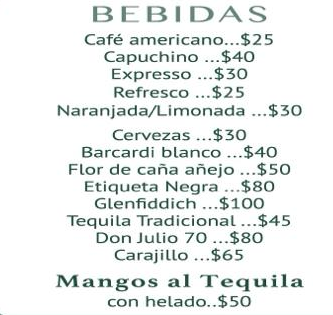 BEBIDAS
Café americano...$25
Capuchino ...$40
Expresso ...$30
Refresco ...$25
Naranjada/Limonada ...$30
Cervezas ...$30
Barcardi blanco ...$40
Flor de caña añejo ...$50
Etiqueta Negra ...$80
Glenfiddich ...$100
Tequila Tradicional ...$45
Don Julio 70 ...$80
Carajillo ...$65
Mangos al Tequila
con helado..$50